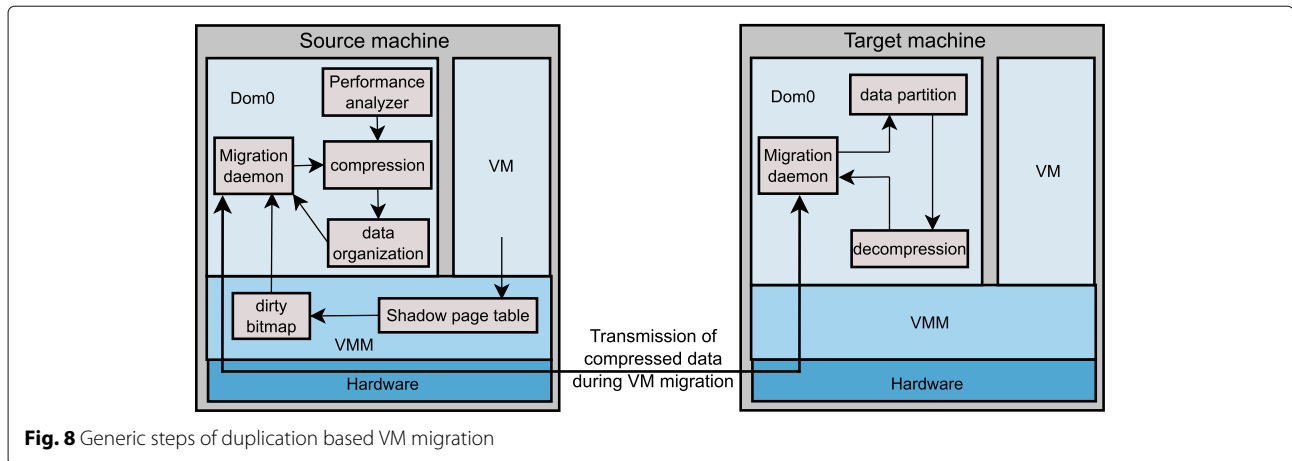 Source machine
Dom0
Performance
analyzer
Migration
daemon
compression
data
organization
VM
dirty
bitmap
Shadow page table
VMM
Hardware
Transmission of
compressed data
during VM migration
Target machine
Dom0
data partition
Migration
daemon
decompression
VM
VMM
Hardware
Fig. 8 Generic steps of duplication based VM migration